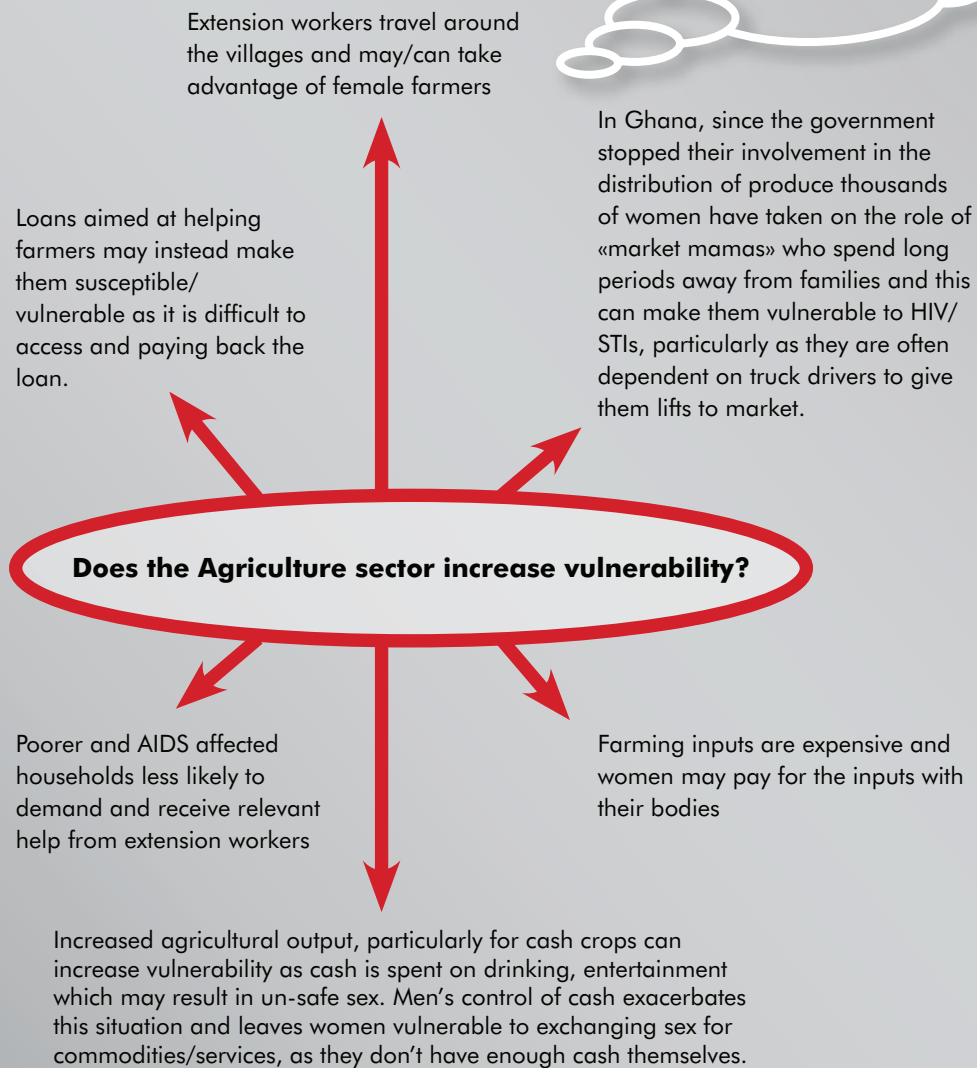 Extension workers travel around
the villages and may/can take
advantage of female farmers
In Ghana, since the government
stopped their involvement in the
distribution of produce thousands
of women have taken on the role of
«market mamas» who spend long
periods away from families and this
can make them vulnerable to HIV/
STIs, particularly as they are often
dependent on truck drivers to give
them lifts to market.
Loans aimed at helping
farmers may instead make
them susceptible/
vulnerable as it is difficult to
access and paying back the
loan.
Does the Agriculture sector increase vulnerability?
Poorer and AIDS affected
households less likely to
demand and receive relevant
help from extension workers
Farming inputs are expensive and
women may pay for the inputs with
their bodies
Increased agricultural output, particularly for cash crops can
increase vulnerability as cash is spent on drinking, entertainment
which may result in un-safe sex. Men’s control of cash exacerbates
this situation and leaves women vulnerable to exchanging sex for
commodities/services, as they don’t have enough cash themselves.